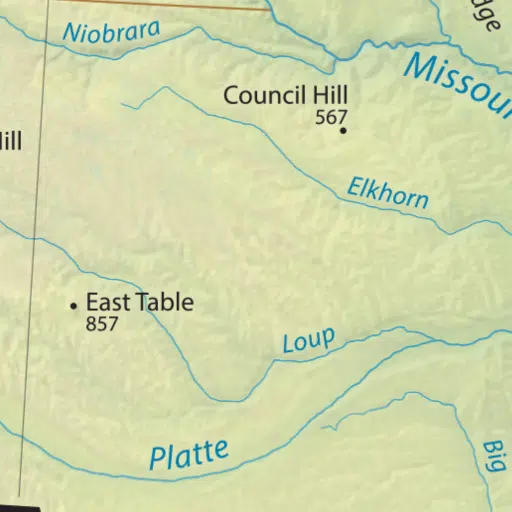 Niobrara
Missour
Council Hill
567
Elkhorn
East Table
857
Loup
Platte
Big